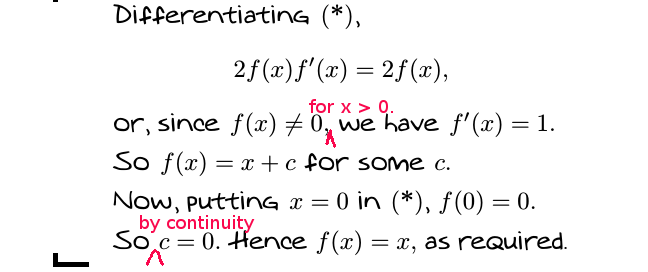 Differentiating (*),
2f(x)f′(x) = 2f(x),
for x > 0.
or, since f(x) ≠ 0, we have f′(x) = 1.
So f(x) = x + c for some c.
Now, putting x = 0 in (*), f(0) = 0.
by continuity
So c = 0. Hence f(x) = x, as required.